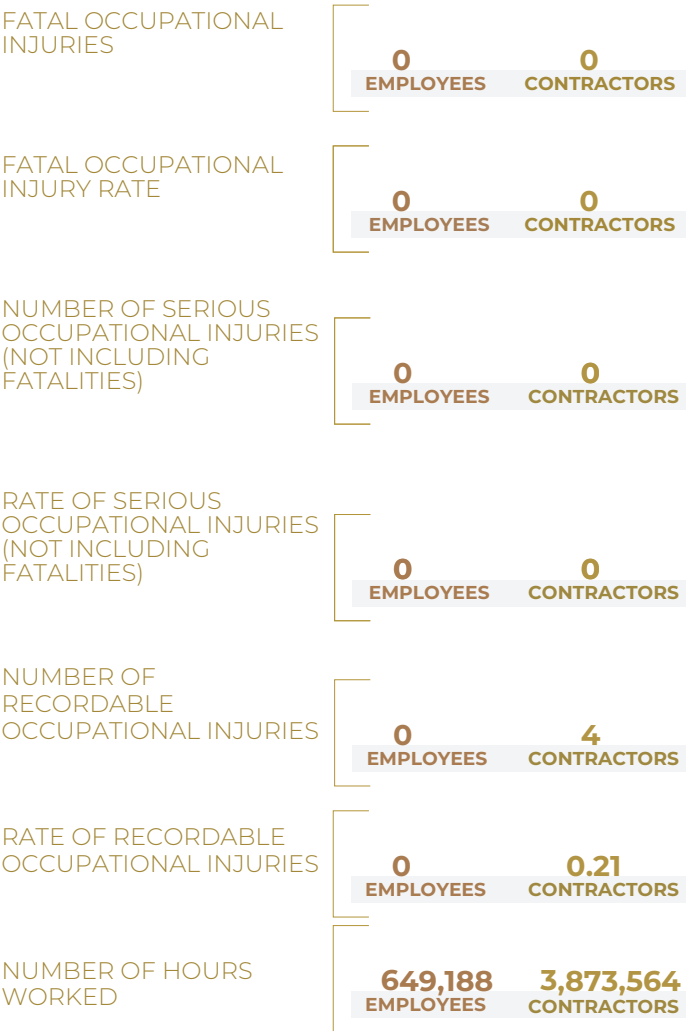 FATAL OCCUPATIONAL
INJURIES
0 0
EMPLOYEES CONTRACTORS
FATAL OCCUPATIONAL
INJURY RATE
0 0
EMPLOYEES CONTRACTORS
NUMBER OF SERIOUS
OCCUPATIONAL INJURIES
(NOT INCLUDING
FATALITIES)
0 0
EMPLOYEES CONTRACTORS
RATE OF SERIOUS
OCCUPATIONAL INJURIES
(NOT INCLUDING
FATALITIES)
0 0
EMPLOYEES CONTRACTORS
NUMBER OF
RECORDABLE
OCCUPATIONAL INJURIES
0 4
EMPLOYEES CONTRACTORS
RATE OF RECORDABLE
OCCUPATIONAL INJURIES
0 0.21
EMPLOYEES CONTRACTORS
NUMBER OF HOURS
WORKED
649,188 3,873,564
EMPLOYEES CONTRACTORS